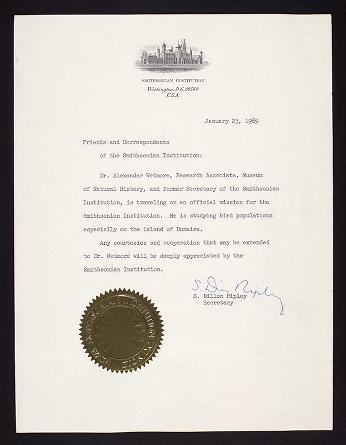 SMITHSONIAN INSTITUTION
Washington, D.C. 20560
U.S.A.
January 23, 1969
Friends and Correspondents
of the Smithsonian Institution:
Dr. Alexander Wetmore, Research Associate, Museum
of Natural History, and former Secretary of the Smithsonian
Institution, is traveling on an official mission for the
Smithsonian Institution. He is studying bird populations
especially on the island of Bonaire.
Any courtesies and cooperation that may be extended
to Dr. Wetmore will be deeply appreciated by the
Smithsonian Institution.
S. Dillon Ripley
S. Dillon Ripley
Secretary